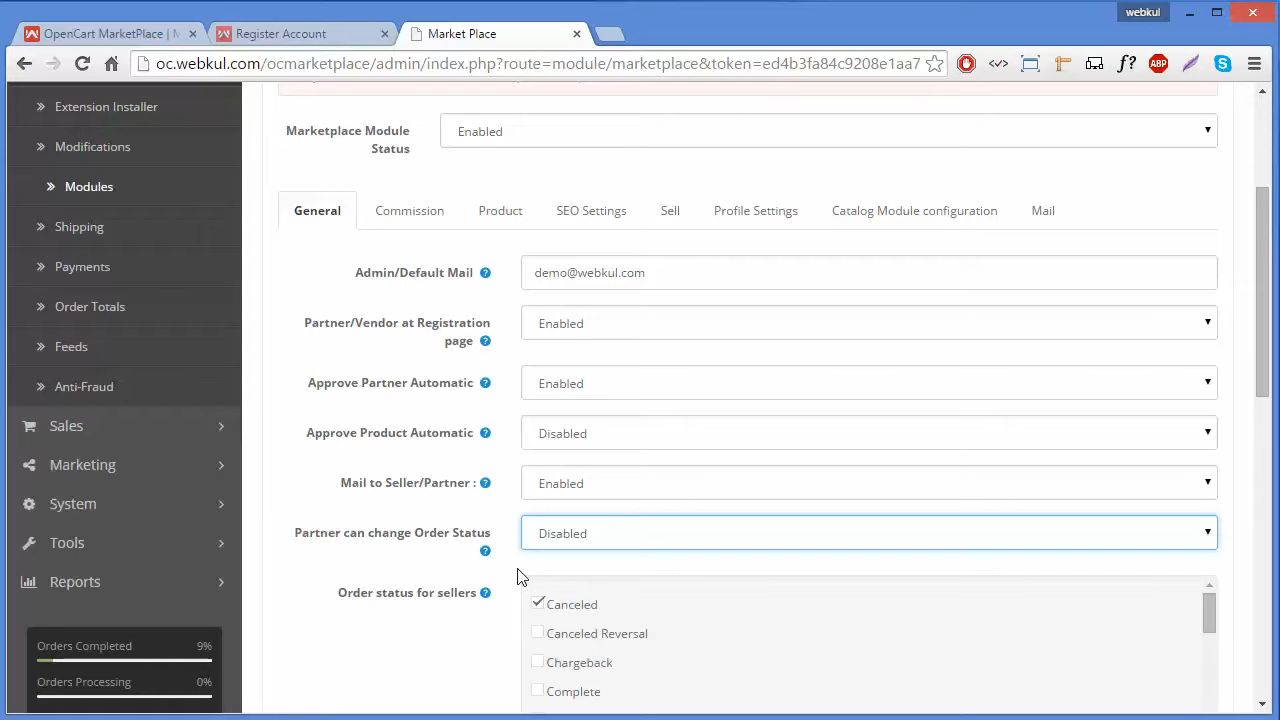 webkul
OpenCart MarketPlace | M
Register Account
Market Place
oc.webkul.com/ocmarketplace/admin/index.php?route=module/marketplace&token=ed4b3fa84c9208e1aa7
ABP
Extension Installer
Modifications
Modules
Shipping
Payments
Order Totals
Feeds
Anti-Fraud
Sales
Marketing
System
Tools
Reports
Orders Completed 9%
Orders Processing 0%
Marketplace Module
Status
Enabled
General Commission Product SEO Settings Sell Profile Settings Catalog Module configuration Mail
Admin/Default Mail ? demo@webkul.com
Partner/Vendor at Registration
page ?
Enabled
Approve Partner Automatic ? Enabled
Approve Product Automatic ? Disabled
Mail to Seller/Partner : ? Enabled
Partner can change Order Status
?
Disabled
Order status for sellers ?
Canceled
Canceled Reversal
Chargeback
Complete